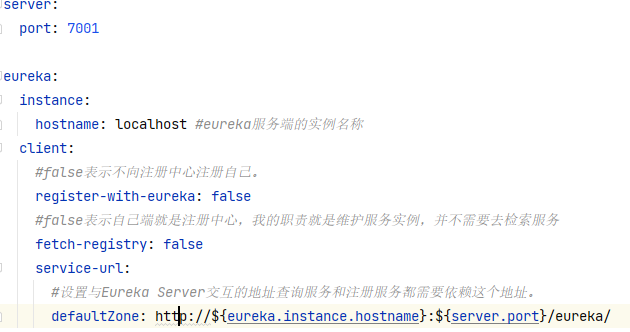 server:
  port: 7001

eureka:
  instance:
    hostname: localhost #eureka服务端的实例名称
  client:
    #false表示不向注册中心注册自己。
    register-with-eureka: false
    #false表示自己端就是注册中心，我的职责就是维护服务实例，并不需要去检索服务
    fetch-registry: false
    service-url:
      #设置与Eureka Server交互的地址查询服务和注册服务都需要依赖这个地址。
      defaultZone: http://${eureka.instance.hostname}:${server.port}/eureka/